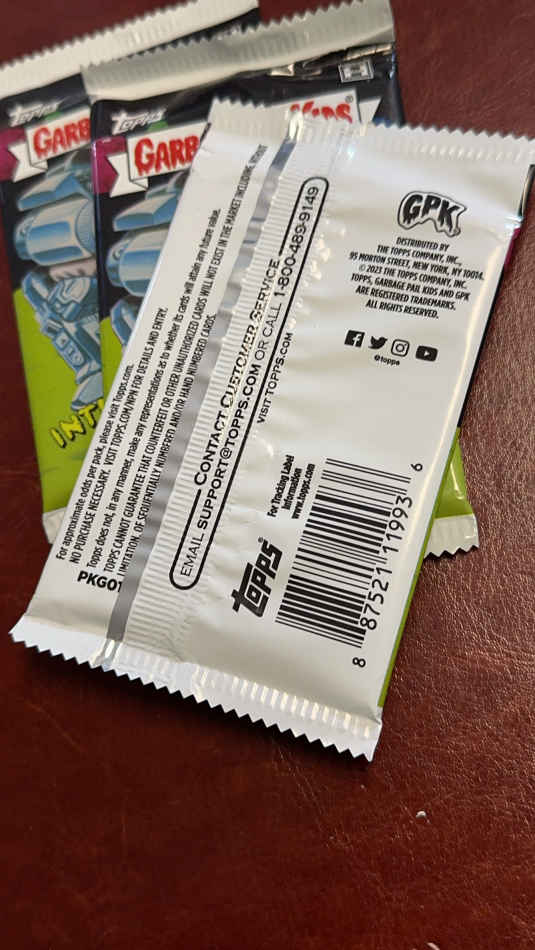 Topps
GARB
INT
Topps
GARB
KIDS
For approximate odds per pack, please visit topps.com.
NO PURCHASE NECESSARY. VISIT TOPPS.COM/NPN FOR DETAILS AND ENTRY.
Topps does not, in any manner, make any representations as to whether its cards will attain any future value.
TOPPS CANNOT GUARANTEE THAT COUNTERFEIT OR OTHER UNAUTHORIZED CARDS WILL NOT EXIST IN THE MARKET INCLUDING, WITHOUT
IMITATION, OF SEQUENTIALLY NUMBERED AND/OR HAND NUMBERED CARDS.
PKG01
CONTACT CUSTOMER SERVICE
EMAIL SUPPORT@TOPPS.COM OR CALL 1-800-489-9149
VISIT TOPPS.COM
GPK
DISTRIBUTED BY
THE TOPPS COMPANY, INC.,
95 MORTON STREET, NEW YORK, NY 10014.
© 2023 THE TOPPS COMPANY, INC.
TOPPS, GARBAGE PAIL KIDS AND GPK
ARE REGISTERED TRADEMARKS.
ALL RIGHTS RESERVED.
@topps
Topps®
For Tracking Label
Information
www.topps.com
8 87521 11993 6